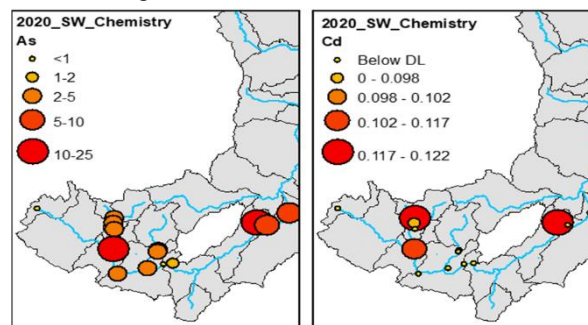 2020_SW_Chemistry
As
<1
1-2
2-5
5-10
10-25
2020_SW_Chemistry
Cd
Below DL
0 - 0.098
0.098 - 0.102
0.102 - 0.117
0.117 - 0.122